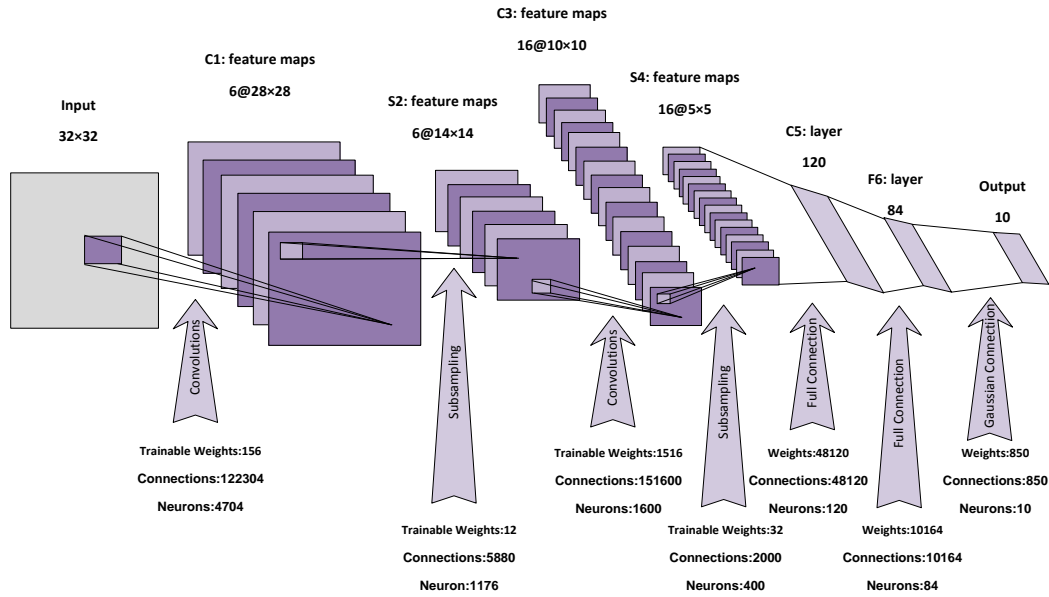 Input
32×32
C1: feature maps
6@28×28
S2: feature maps
6@14×14
C3: feature maps
16@10×10
S4: feature maps
16@5×5
C5: layer
120
F6: layer
84
Output
10
Convolutions
Trainable Weights:156
Connections:122304
Neurons:4704
Subsampling
Trainable Weights:12
Connections:5880
Neuron:1176
Convolutions
Trainable Weights:1516
Connections:151600
Neurons:1600
Subsampling
Trainable Weights:32
Connections:2000
Neurons:400
Full Connection
Weights:48120
Connections:48120
Neurons:120
Full Connection
Weights:10164
Connections:10164
Neurons:84
Gaussian Connection
Weights:850
Connections:850
Neurons:10